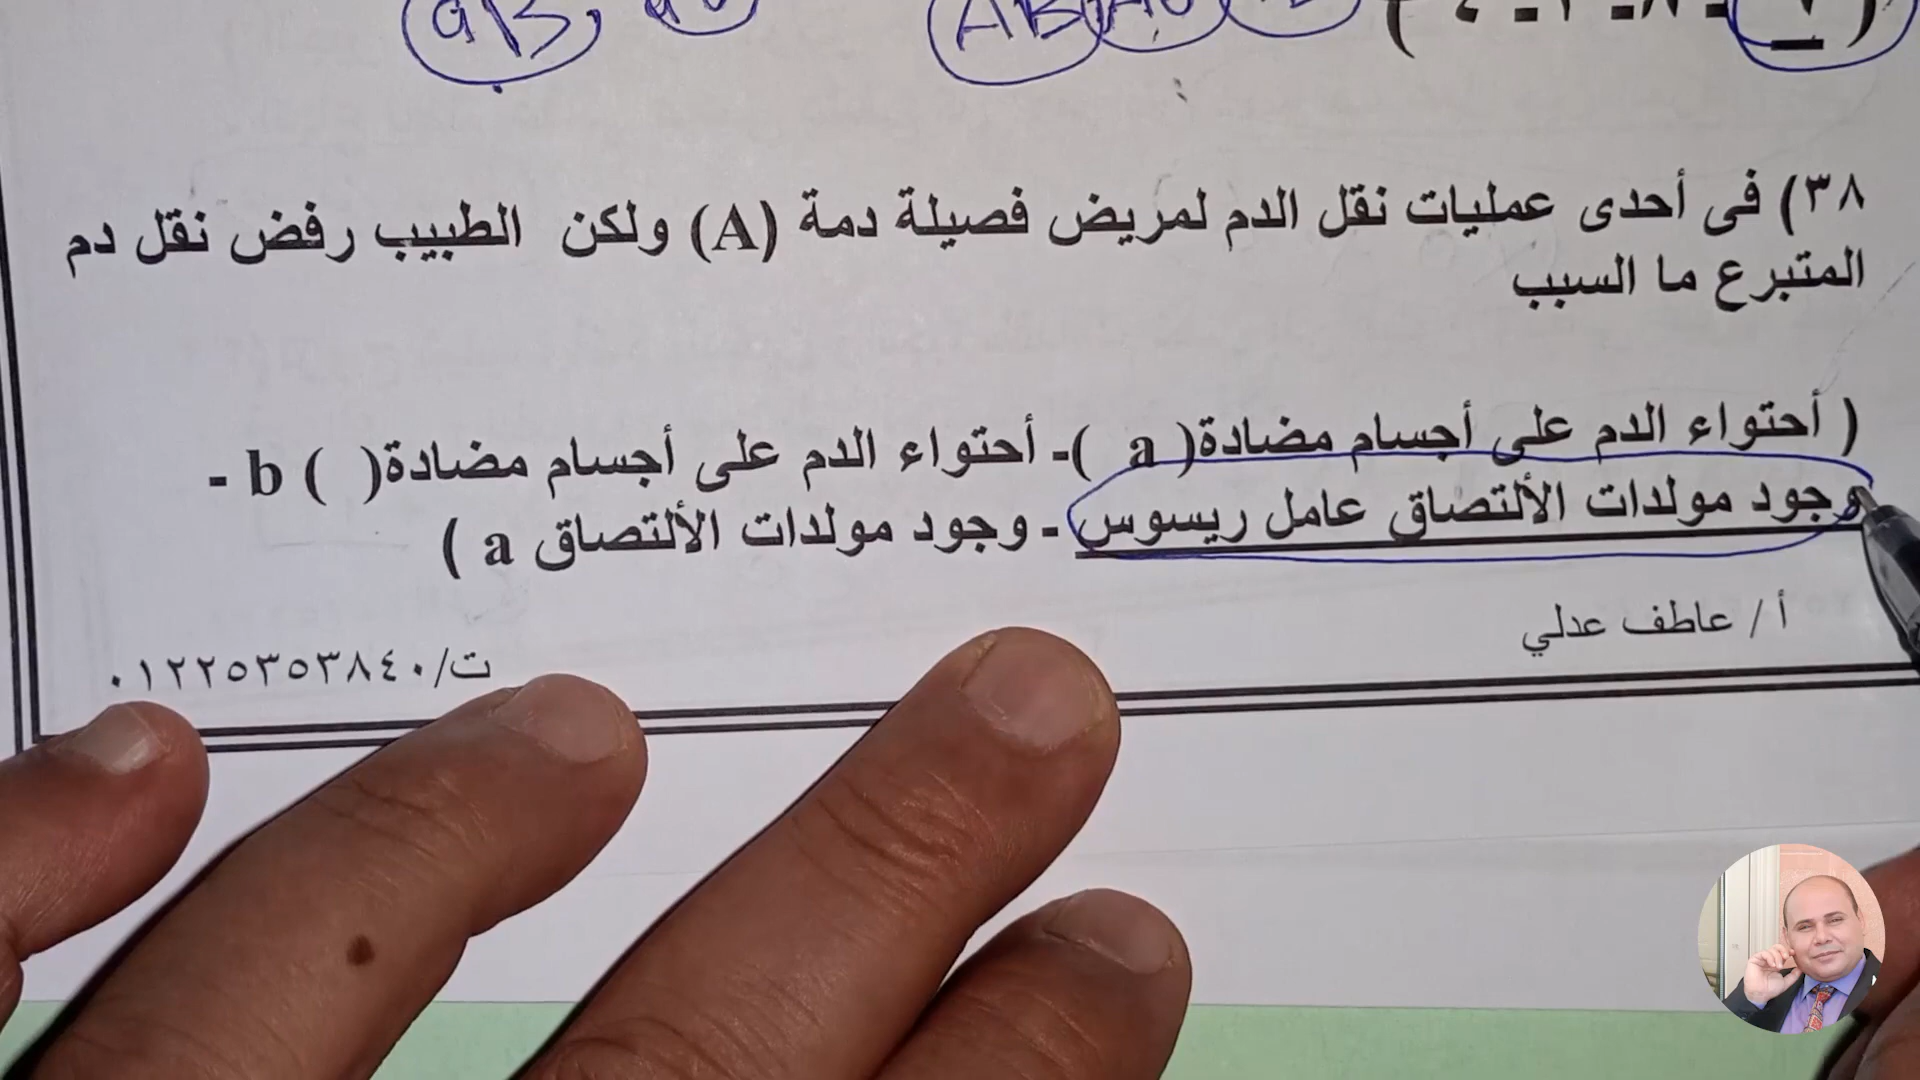 aB
AB
٣٨) فى أحدى عمليات نقل الدم لمريض فصيلة دمة (A) ولكن الطبيب رفض نقل دم
المتبرع ما السبب
( أحتواء الدم على أجسام مضادة( a )- أحتواء الدم على أجسام مضادة( ) b -
وجود مولدات الألتصاق عامل ريسوس - وجود مولدات الألتصاق a )
أ / عاطف عدلي
ت/٠١٢٢٥٣٥٣٨٤٠